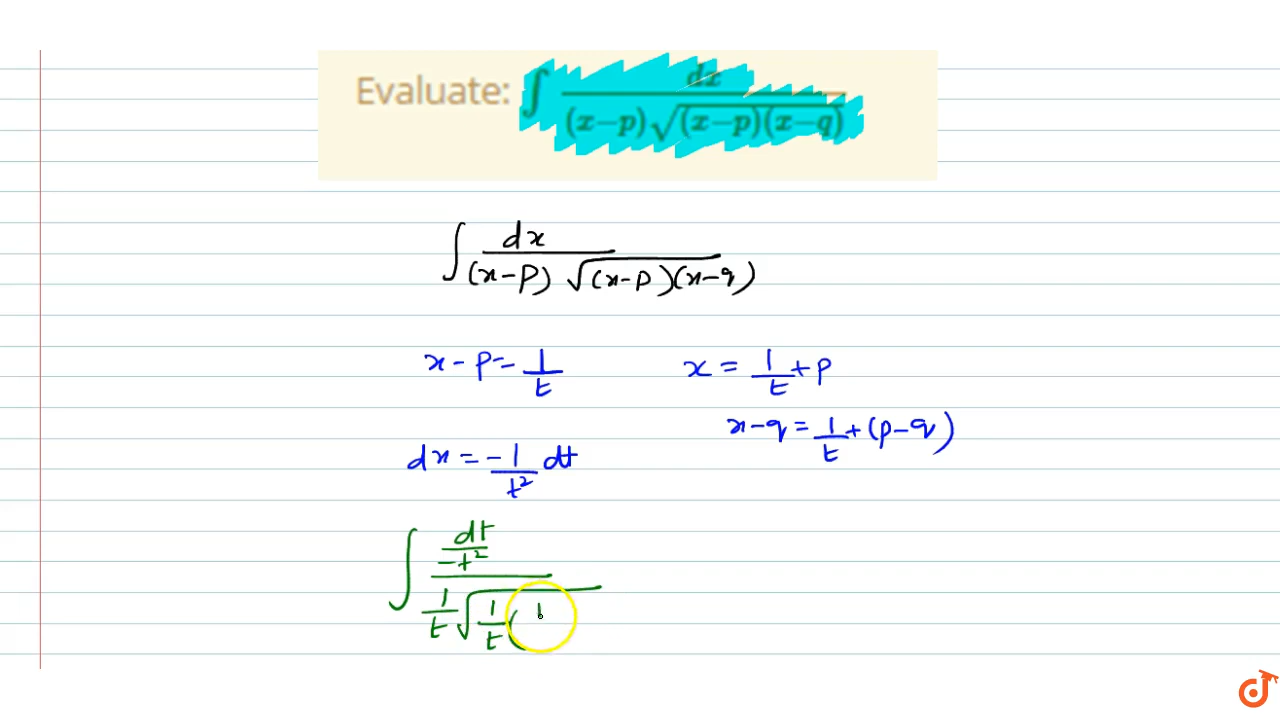 Evaluate: ∫ dx / (x−p)√(x−p)(x−q)
∫ dx / (x−p) √(x−p)(x−q)
x − p = 1/t    x = 1/t + p
x − q = 1/t + (p − q)
dx = −1/t² dt
∫ dt/−t² / 1/t √1/t ( 1